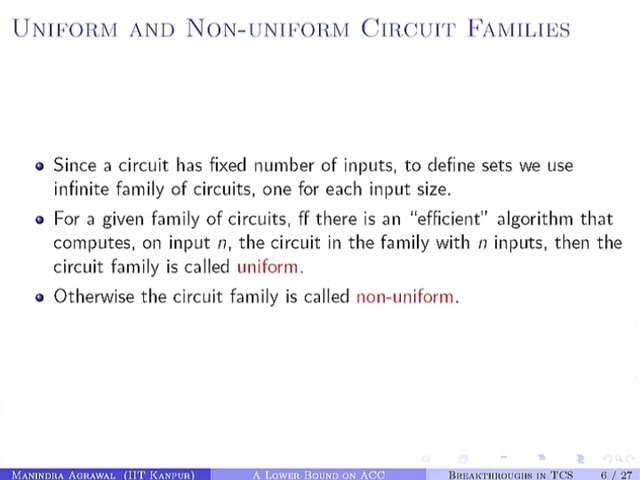 Uniform and Non-uniform Circuit Families
Since a circuit has fixed number of inputs, to define sets we use
infinite family of circuits, one for each input size.
For a given family of circuits, ff there is an “efficient” algorithm that
computes, on input n, the circuit in the family with n inputs, then the
circuit family is called uniform.
Otherwise the circuit family is called non-uniform.
Manindra Agrawal (IIT Kanpur) A Lower Bound on ACC Breakthroughs in TCS 6 / 27